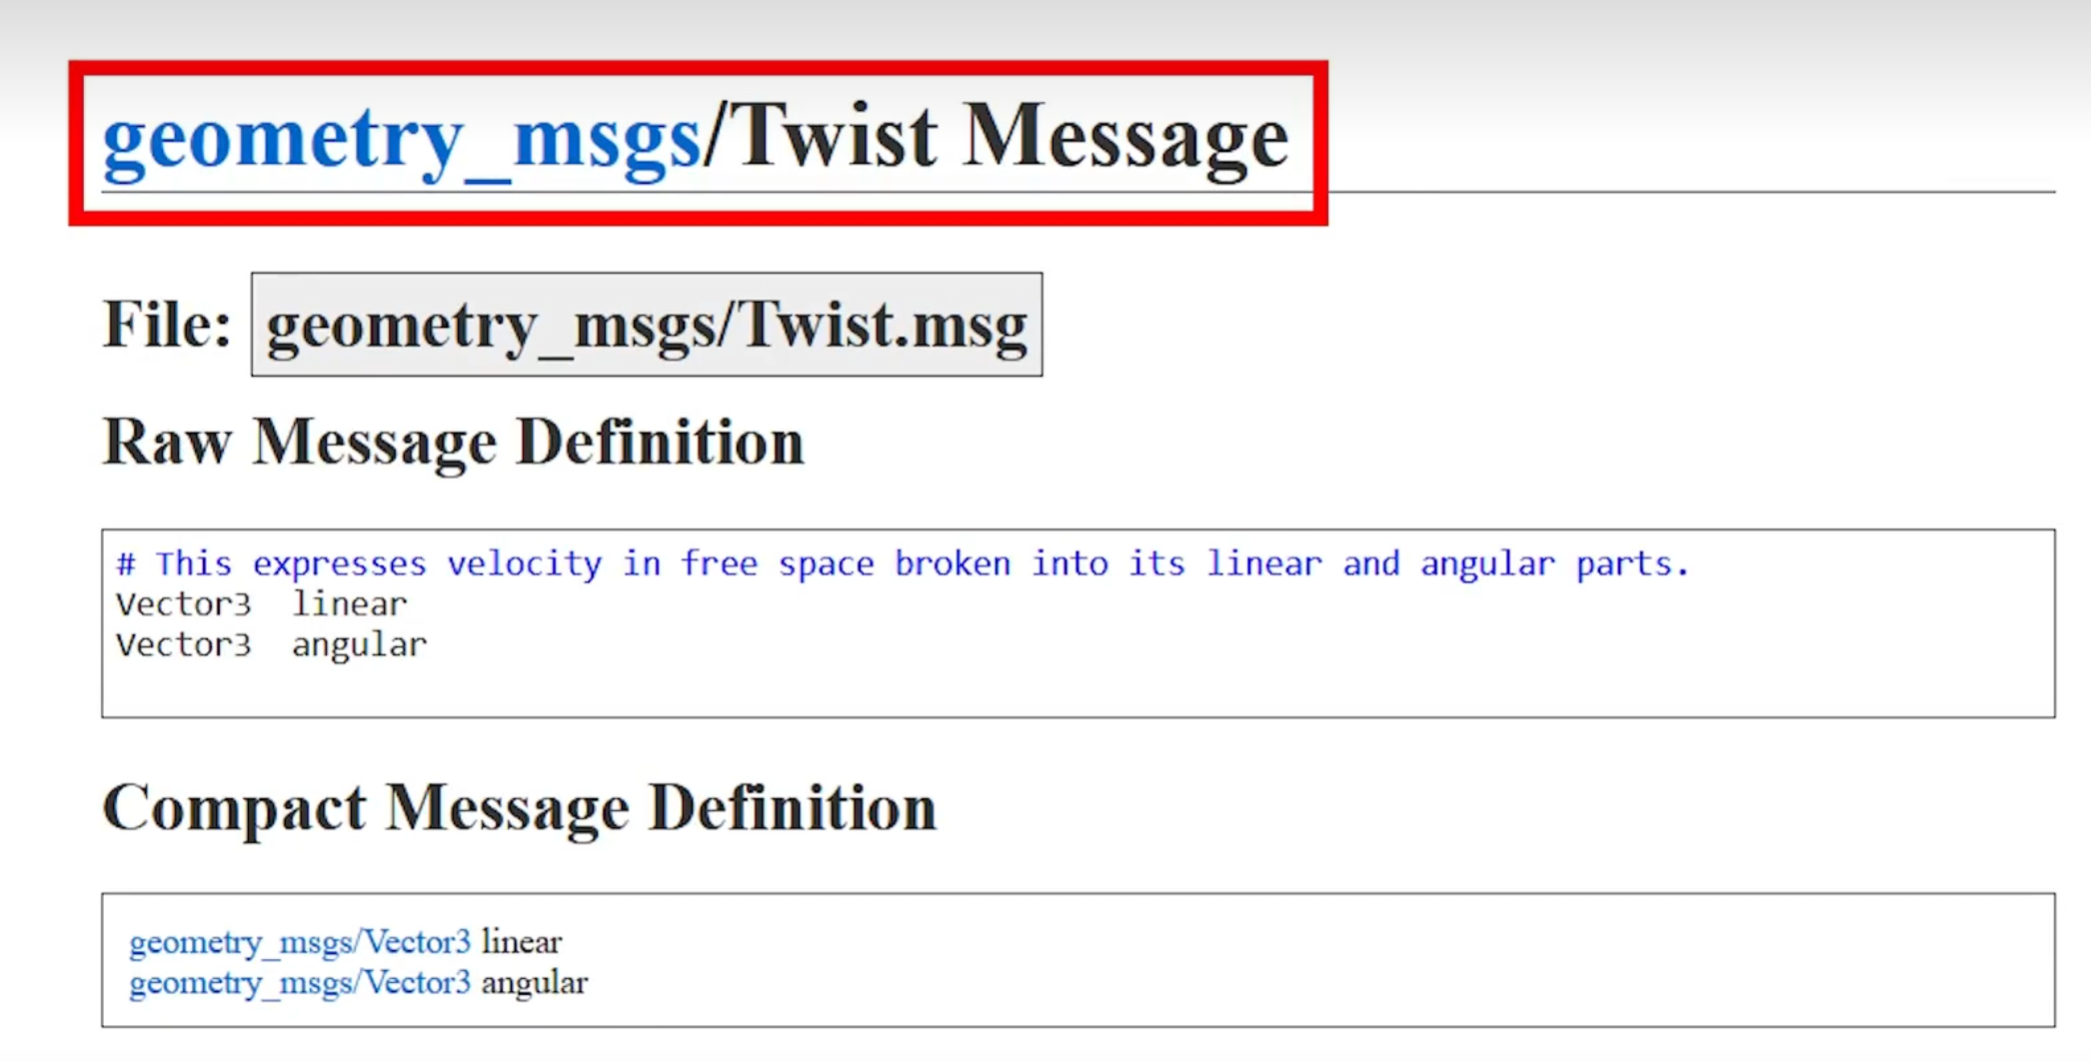 geometry_msgs/Twist Message
File: geometry_msgs/Twist.msg
Raw Message Definition
# This expresses velocity in free space broken into its linear and angular parts.
Vector3  linear
Vector3  angular
Compact Message Definition
geometry_msgs/Vector3 linear
geometry_msgs/Vector3 angular